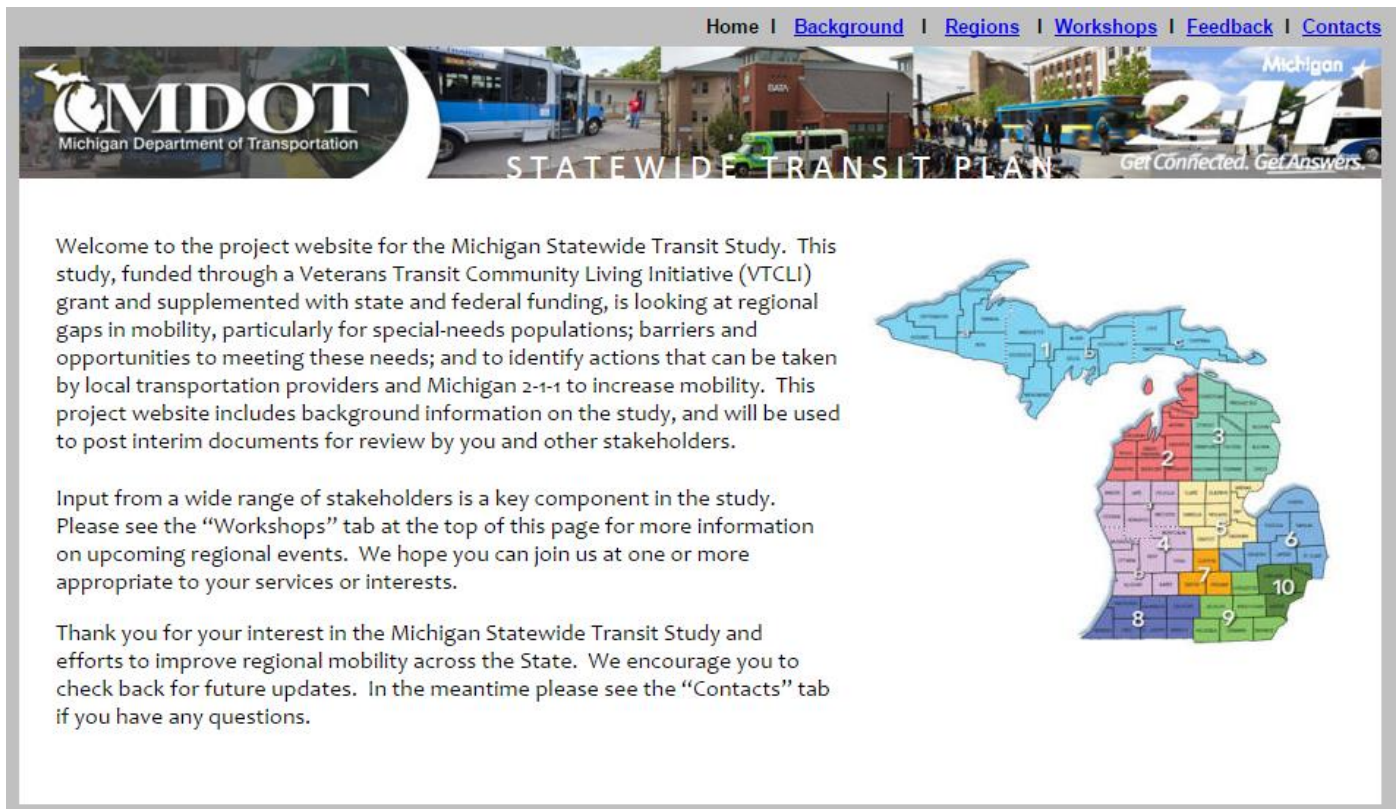 Home I Background I Regions I Workshops I Feedback I Contacts
MDOT
Michigan Department of Transportation
BATA
Michigan
2-1-1
Get Connected. Get Answers.
STATEWIDE TRANSIT PLAN
Welcome to the project website for the Michigan Statewide Transit Study. This
study, funded through a Veterans Transit Community Living Initiative (VTCLI)
grant and supplemented with state and federal funding, is looking at regional
gaps in mobility, particularly for special-needs populations; barriers and
opportunities to meeting these needs; and to identify actions that can be taken
by local transportation providers and Michigan 2-1-1 to increase mobility. This
project website includes background information on the study, and will be used
to post interim documents for review by you and other stakeholders.
Input from a wide range of stakeholders is a key component in the study.
Please see the “Workshops” tab at the top of this page for more information
on upcoming regional events. We hope you can join us at one or more
appropriate to your services or interests.
Thank you for your interest in the Michigan Statewide Transit Study and
efforts to improve regional mobility across the State. We encourage you to
check back for future updates. In the meantime please see the “Contacts” tab
if you have any questions.
1
b
c
2
3
4
b
5
6
7
8
9
10